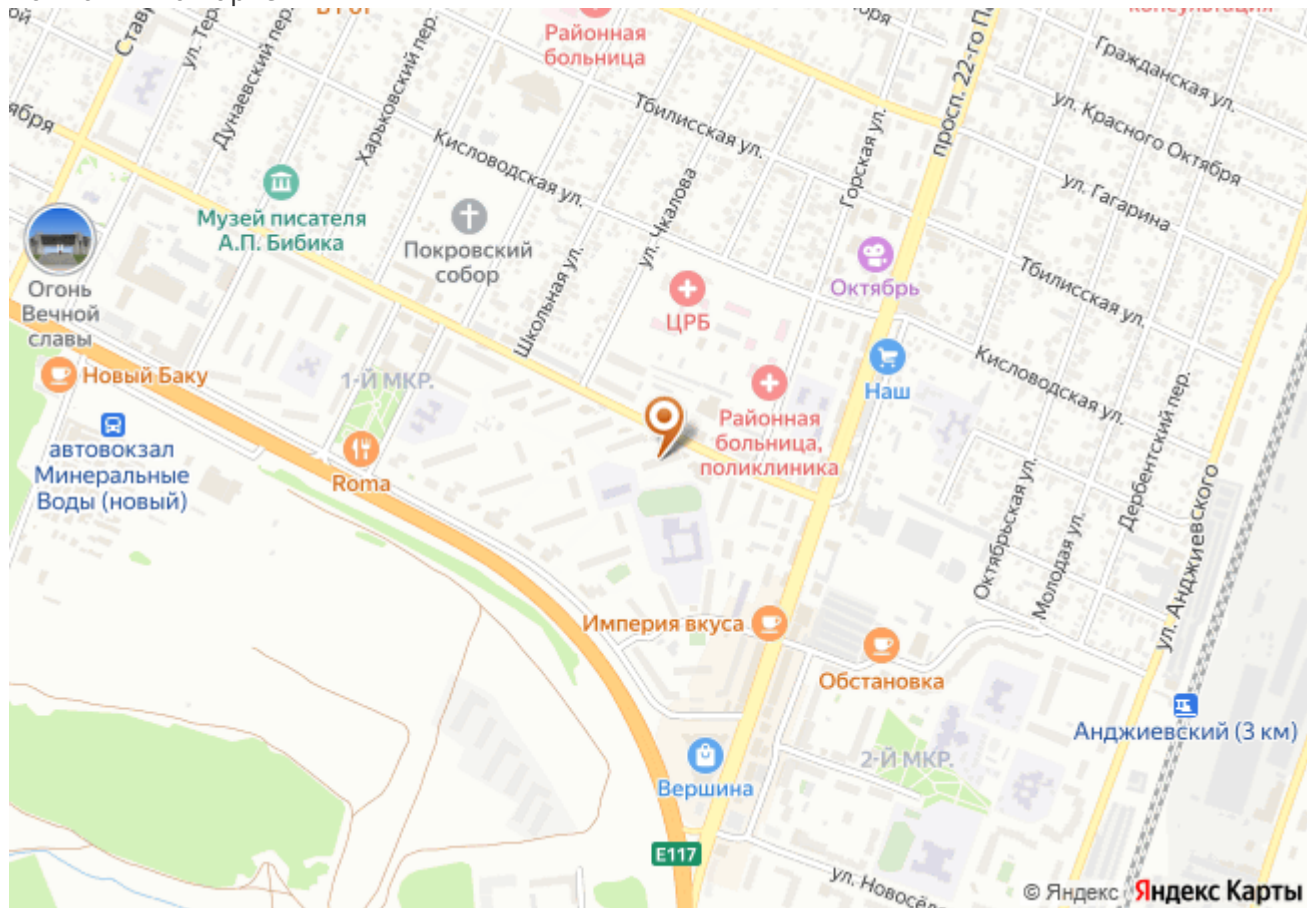 консультация
Районная
больница
Гражданская ул.
ул. Красного Октября
ул. Гагарина
Дунаевский пер.
Харьковский пер.
Тбилисская ул.
Кисловодская ул.
ул. Чкалова
Горская ул.
просп. 22-го
Музей писателя
А.П. Бибика
Покровский
собор
Школьная ул.
Октябрь
Тбилисская ул.
Огонь
Вечной
славы
ЦРБ
Новый Баку
1-Й МКР.
Наш
Кисловодская ул.
Районная
больница,
поликлиника
автовокзал
Минеральные
Воды (новый)
Roma
Октябрьская ул.
Молодая ул.
Дербентский пер.
ул. Анджиевского
Империя вкуса
Обстановка
Анджиевский (3 км)
2-Й МКР.
Вершина
E117
ул. Новосёл
© Яндекс Яндекс Карты